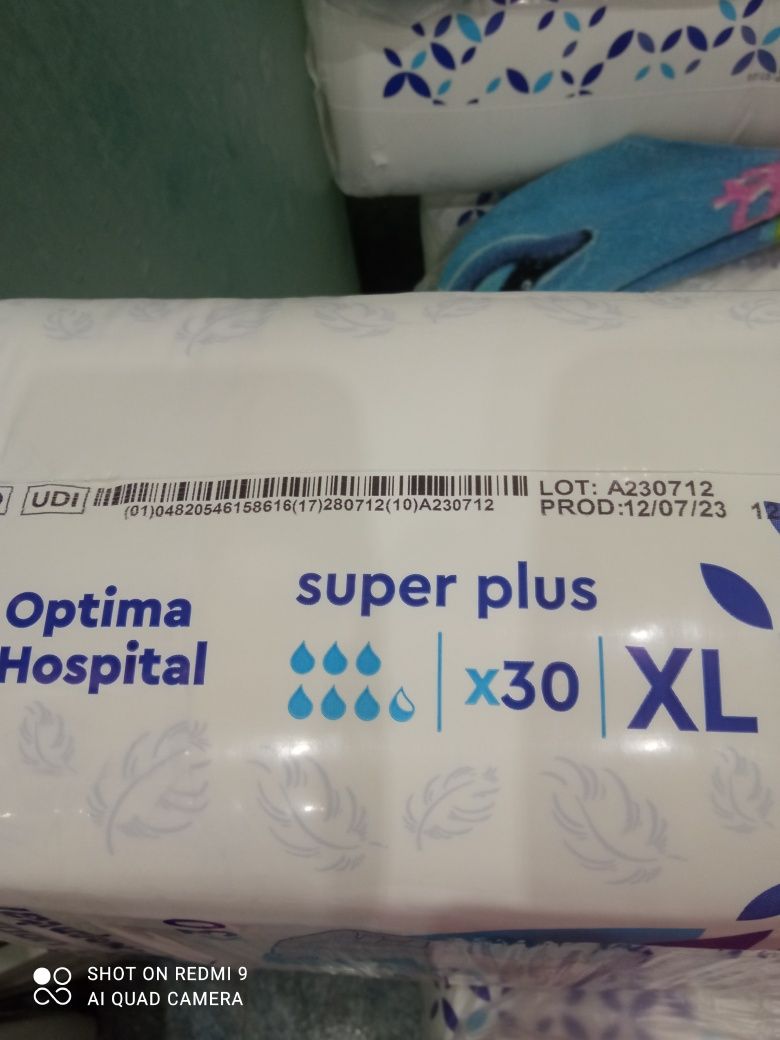 UDI
(01)04820546158616(17)280712(10)A230712
LOT: A230712
PROD:12/07/23
super plus
Optima
Hospital
x30
XL
SHOT ON REDMI 9
AI QUAD CAMERA